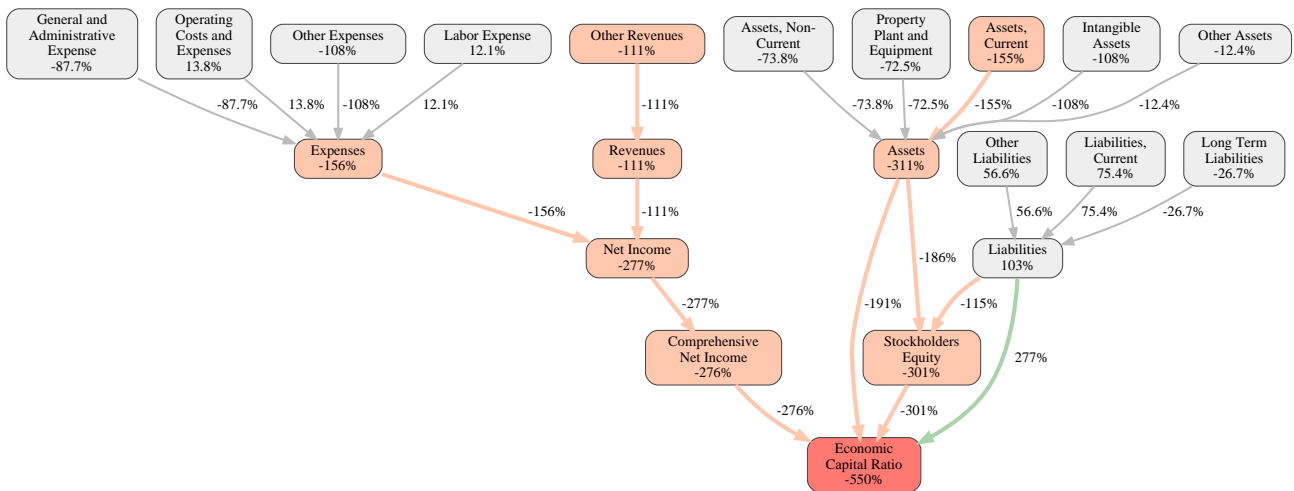 General and
Administrative
Expense
-87.7%
Operating
Costs and
Expenses
13.8%
Other Expenses
-108%
Labor Expense
12.1%
Other Revenues
-111%
Assets, Non-
Current
-73.8%
Property
Plant and
Equipment
-72.5%
Assets,
Current
-155%
Intangible
Assets
-108%
Other Assets
-12.4%
-87.7%
13.8%
-108%
12.1%
-111%
-73.8%
-72.5%
-155%
-108%
-12.4%
Expenses
-156%
Revenues
-111%
Assets
-311%
Other
Liabilities
56.6%
Liabilities,
Current
75.4%
Long Term
Liabilities
-26.7%
-156%
-111%
56.6%
75.4%
-26.7%
Net Income
-277%
-186%
Liabilities
103%
-277%
-191%
-115%
Comprehensive
Net Income
-276%
Stockholders
Equity
-301%
277%
-276%
-301%
Economic
Capital Ratio
-550%